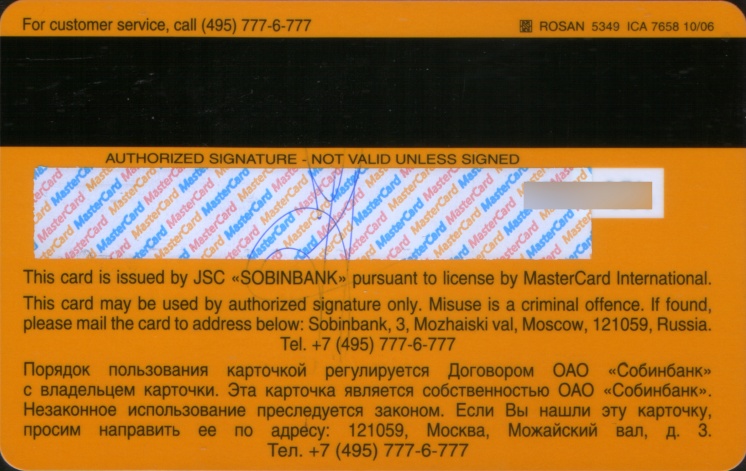 For customer service, call (495) 777-6-777
ROSAN 5349 ICA 7658 10/06
AUTHORIZED SIGNATURE - NOT VALID UNLESS SIGNED
MasterCard MasterCard MasterCard MasterCard MasterCard
This card is issued by JSC «SOBINBANK» pursuant to license by MasterCard International.
This card may be used by authorized signature only. Misuse is a criminal offence. If found,
please mail the card to address below: Sobinbank, 3, Mozhaiski val, Moscow, 121059, Russia.
Tel. +7 (495) 777-6-777
Порядок пользования карточкой регулируется Договором ОАО «Собинбанк»
с владельцем карточки. Эта карточка является собственностью ОАО «Собинбанк».
Незаконное использование преследуется законом. Если Вы нашли эту карточку,
просим направить ее по адресу: 121059, Москва, Можайский вал, д. 3.
Тел. +7 (495) 777-6-777